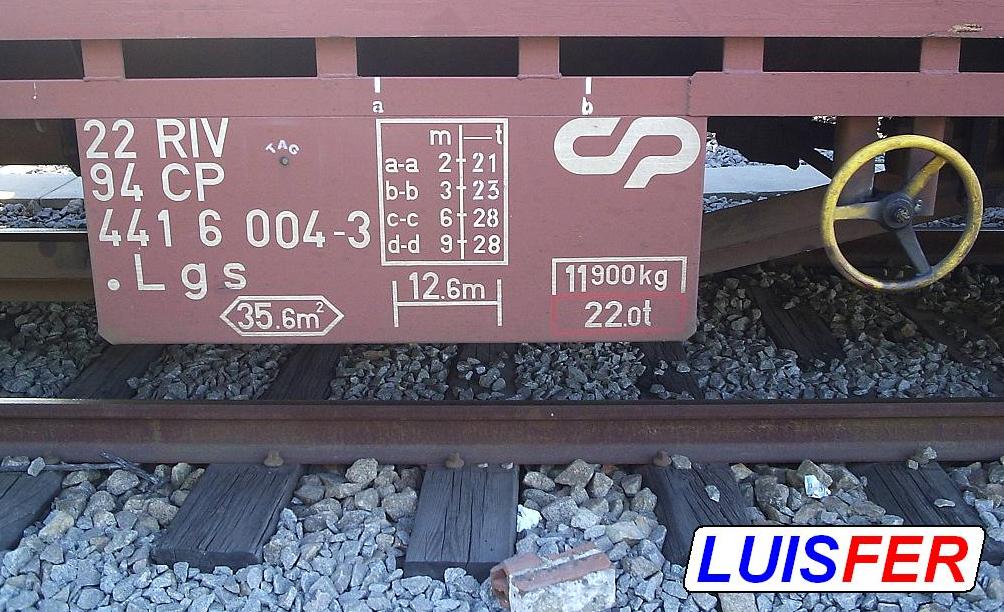 a b
22 RIV
94 CP
441 6 004-3
.Lgs
35.6m²
TAG
m t
a-a 2 21
b-b 3 23
c-c 6 28
d-d 9 28
12.6m
CP
11900kg
22.0t
LUISFER